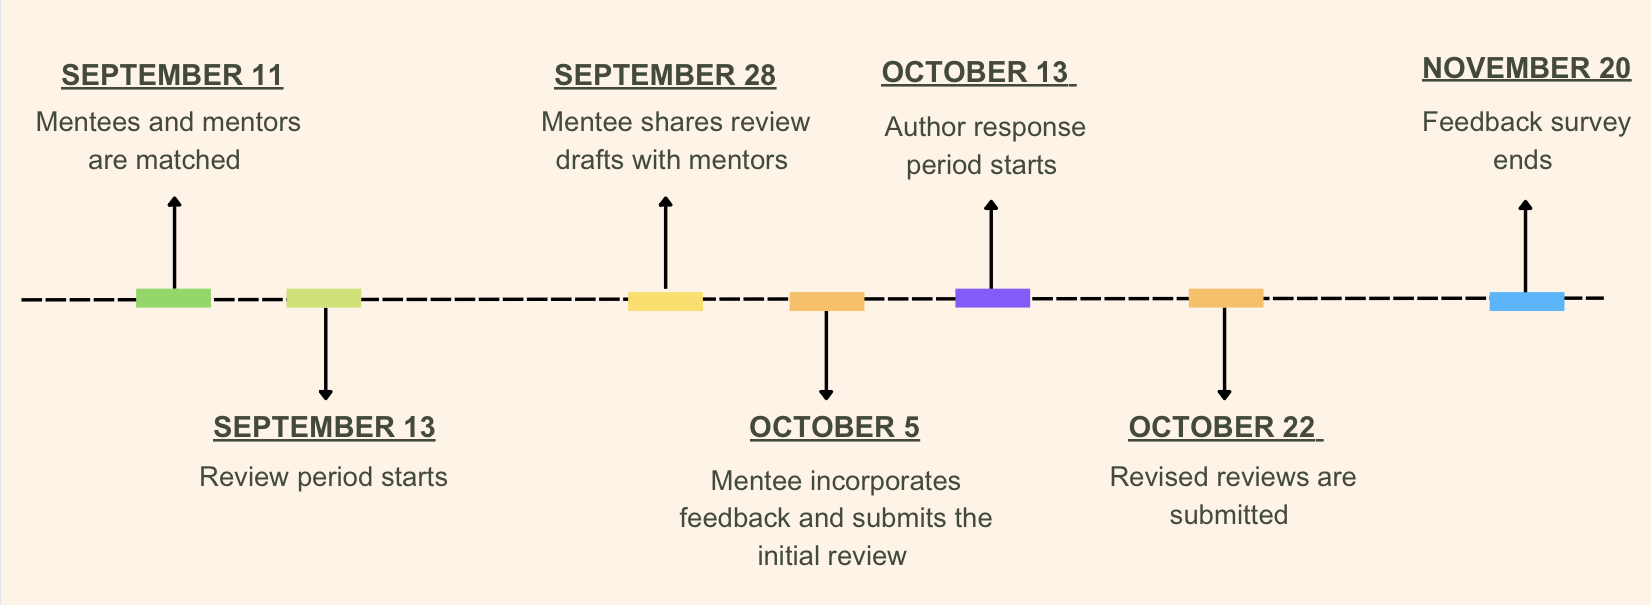 SEPTEMBER 11
Mentees and mentors
are matched
SEPTEMBER 13
Review period starts
SEPTEMBER 28
Mentee shares review
drafts with mentors
OCTOBER 5
Mentee incorporates
feedback and submits the
initial review
OCTOBER 13
Author response
period starts
OCTOBER 22
Revised reviews are
submitted
NOVEMBER 20
Feedback survey
ends